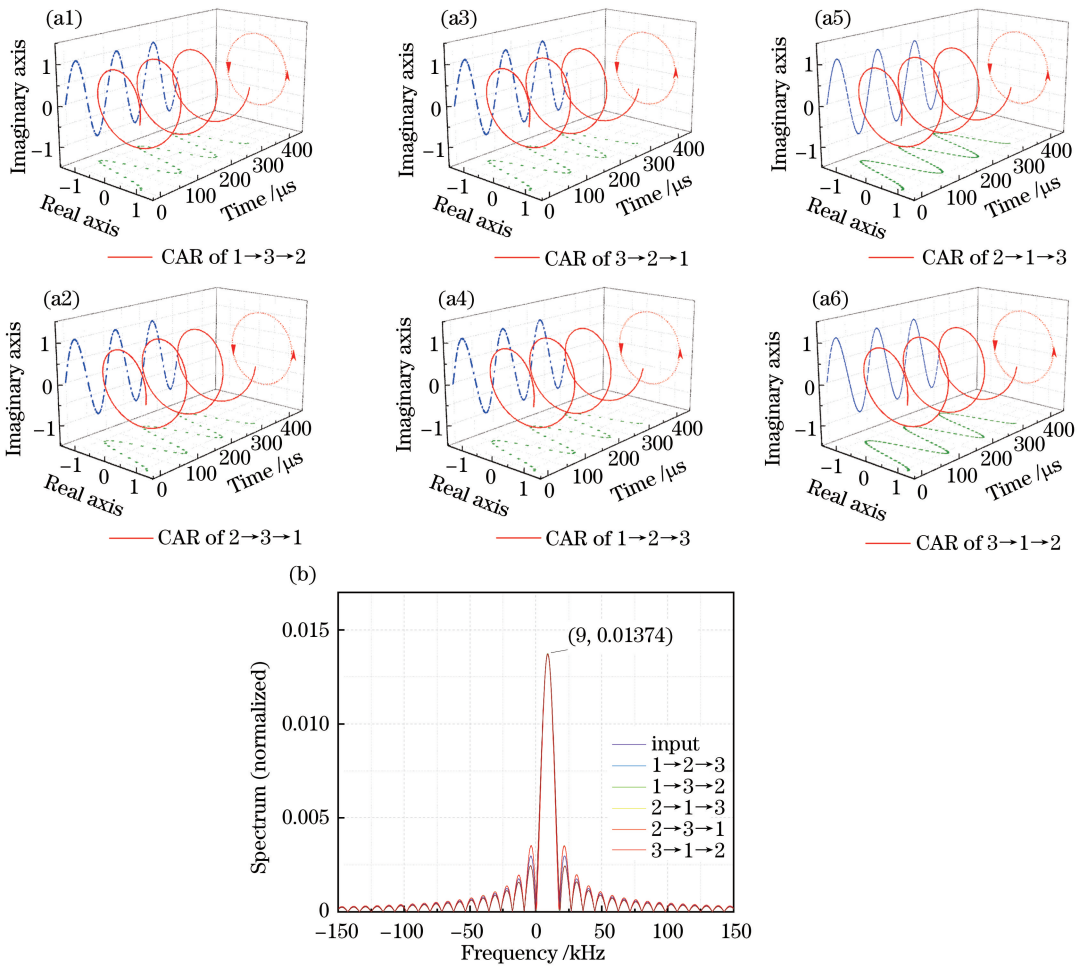 (a1)
Imaginary axis
1
0
−1
−1
0
1
Real axis
0
100
200
300
400
Time /μs
CAR of 1→3→2
(a3)
Imaginary axis
1
0
−1
−1
0
1
Real axis
0
100
200
300
400
Time /μs
CAR of 3→2→1
(a5)
Imaginary axis
1
0
−1
−1
0
1
Real axis
0
100
200
300
400
Time /μs
CAR of 2→1→3
(a2)
Imaginary axis
1
0
−1
−1
0
1
Real axis
0
100
200
300
400
Time /μs
CAR of 2→3→1
(a4)
Imaginary axis
1
0
−1
−1
0
1
Real axis
0
100
200
300
400
Time /μs
CAR of 1→2→3
(a6)
Imaginary axis
1
0
−1
−1
0
1
Real axis
0
100
200
300
400
Time /μs
CAR of 3→1→2
(b)
Spectrum (normalized)
0.015
0.010
0.005
0
(9, 0.01374)
input
1→2→3
1→3→2
2→1→3
2→3→1
3→1→2
−150 −100 −50 0 50 100 150
Frequency /kHz